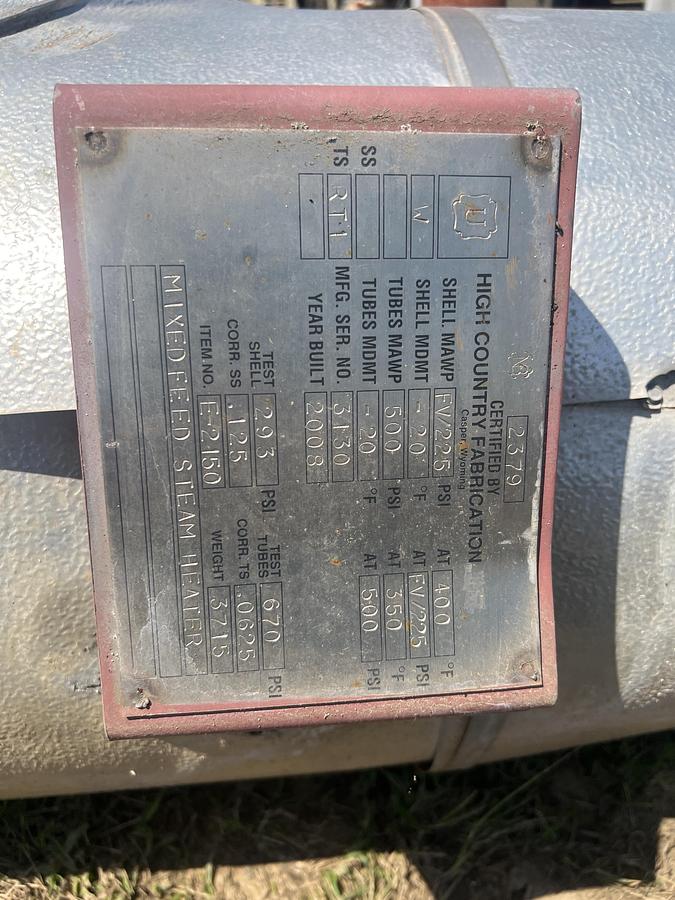 2379
NB
CERTIFIED BY
HIGH COUNTRY FABRICATION
Casper, Wyoming
U
W
RT1
SS
TS
SHELL MAWP FV/225 PSI AT 400 °F
SHELL MDMT -20 °F AT FV/225 PSI
TUBES MAWP 500 PSI AT 350 °F
TUBES MDMT -20 °F AT 500 PSI
MFG. SER. NO. 3130
YEAR BUILT 2008
TEST SHELL 293 PSI TEST TUBES 670 PSI
CORR. SS .125 CORR. TS .0625
ITEM NO. E-2150 WEIGHT 3715
MIXED FEED STEAM HEATER